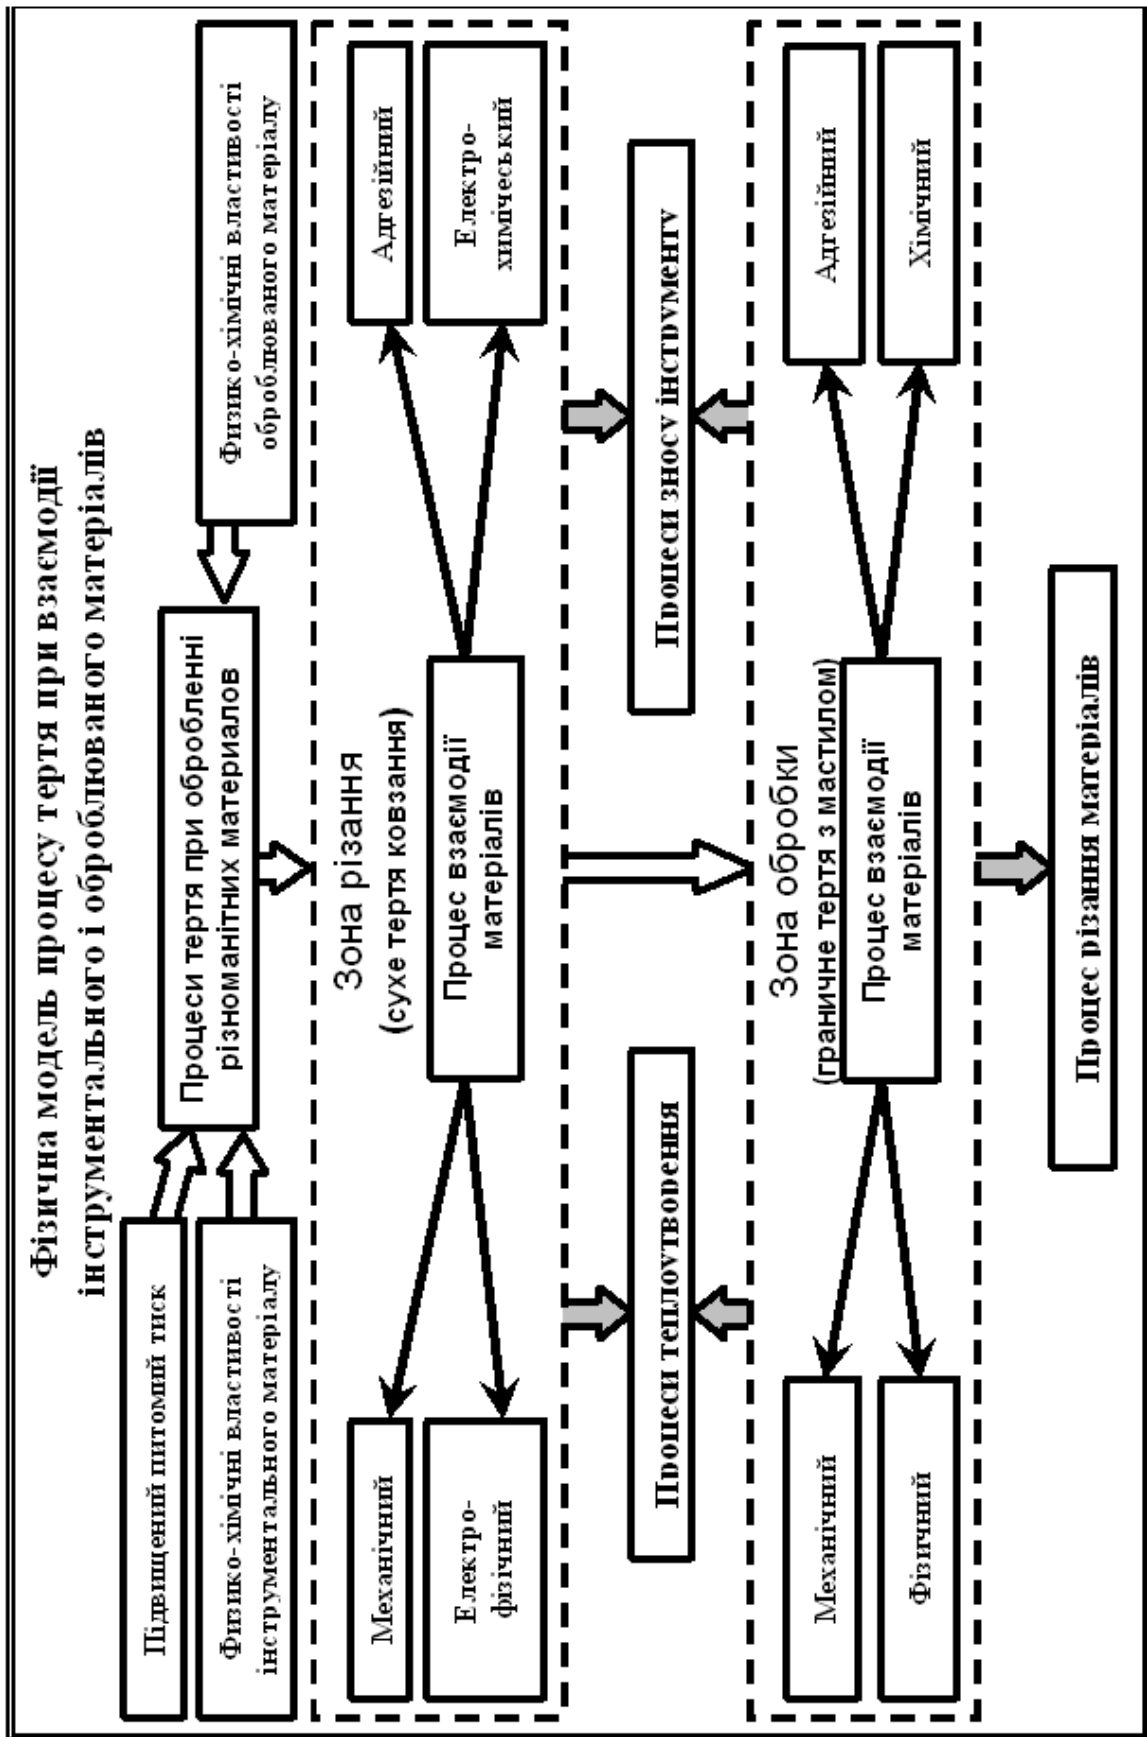 Фізична модель процесу тертя при взаємодії
інструментального і оброблюваного матеріалів
Підвищений питомий тиск
Физико-хімічні властивості
інструментального матеріалу
Процеси тертя при обробленні
різноманітних материалов
Физико-хімічні властивості
оброблюваного матеріалу
Зона різання
(сухе тертя ковзання)
Механічний
Електро-
фізичний
Процес взаємодії
матеріалів
Адгезійний
Електро-
химічеський
Процеси теплоутворення
Процеси зносу інструменту
Зона обробки
(граничне тертя з мастилом)
Механічний
Фізичний
Процес взаємодії
матеріалів
Адгезійний
Хімічний
Процес різання матеріалів